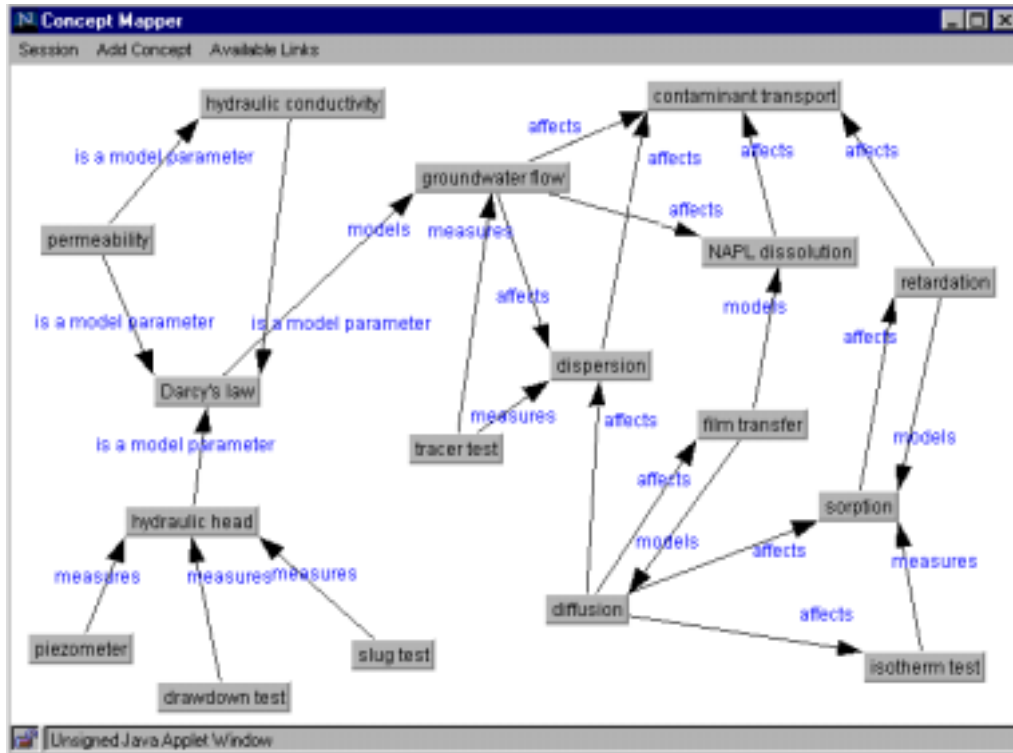 Concept Mapper
Session Add Concept Available Links
contaminant transport
hydraulic conductivity
affects
is a model parameter
affects
affects
affects
groundwater flow
affects
models
measures
permeability
NAPL dissolution
retardation
affects
models
is a model parameter
is a model parameter
affects
dispersion
Darcy's law
measures
affects
film transfer
is a model parameter
tracer test
models
affects
sorption
hydraulic head
models
affects
measures
measures
measures
measures
diffusion
affects
piezometer
slug test
isotherm test
drawdown test
Unsigned Java Applet Window